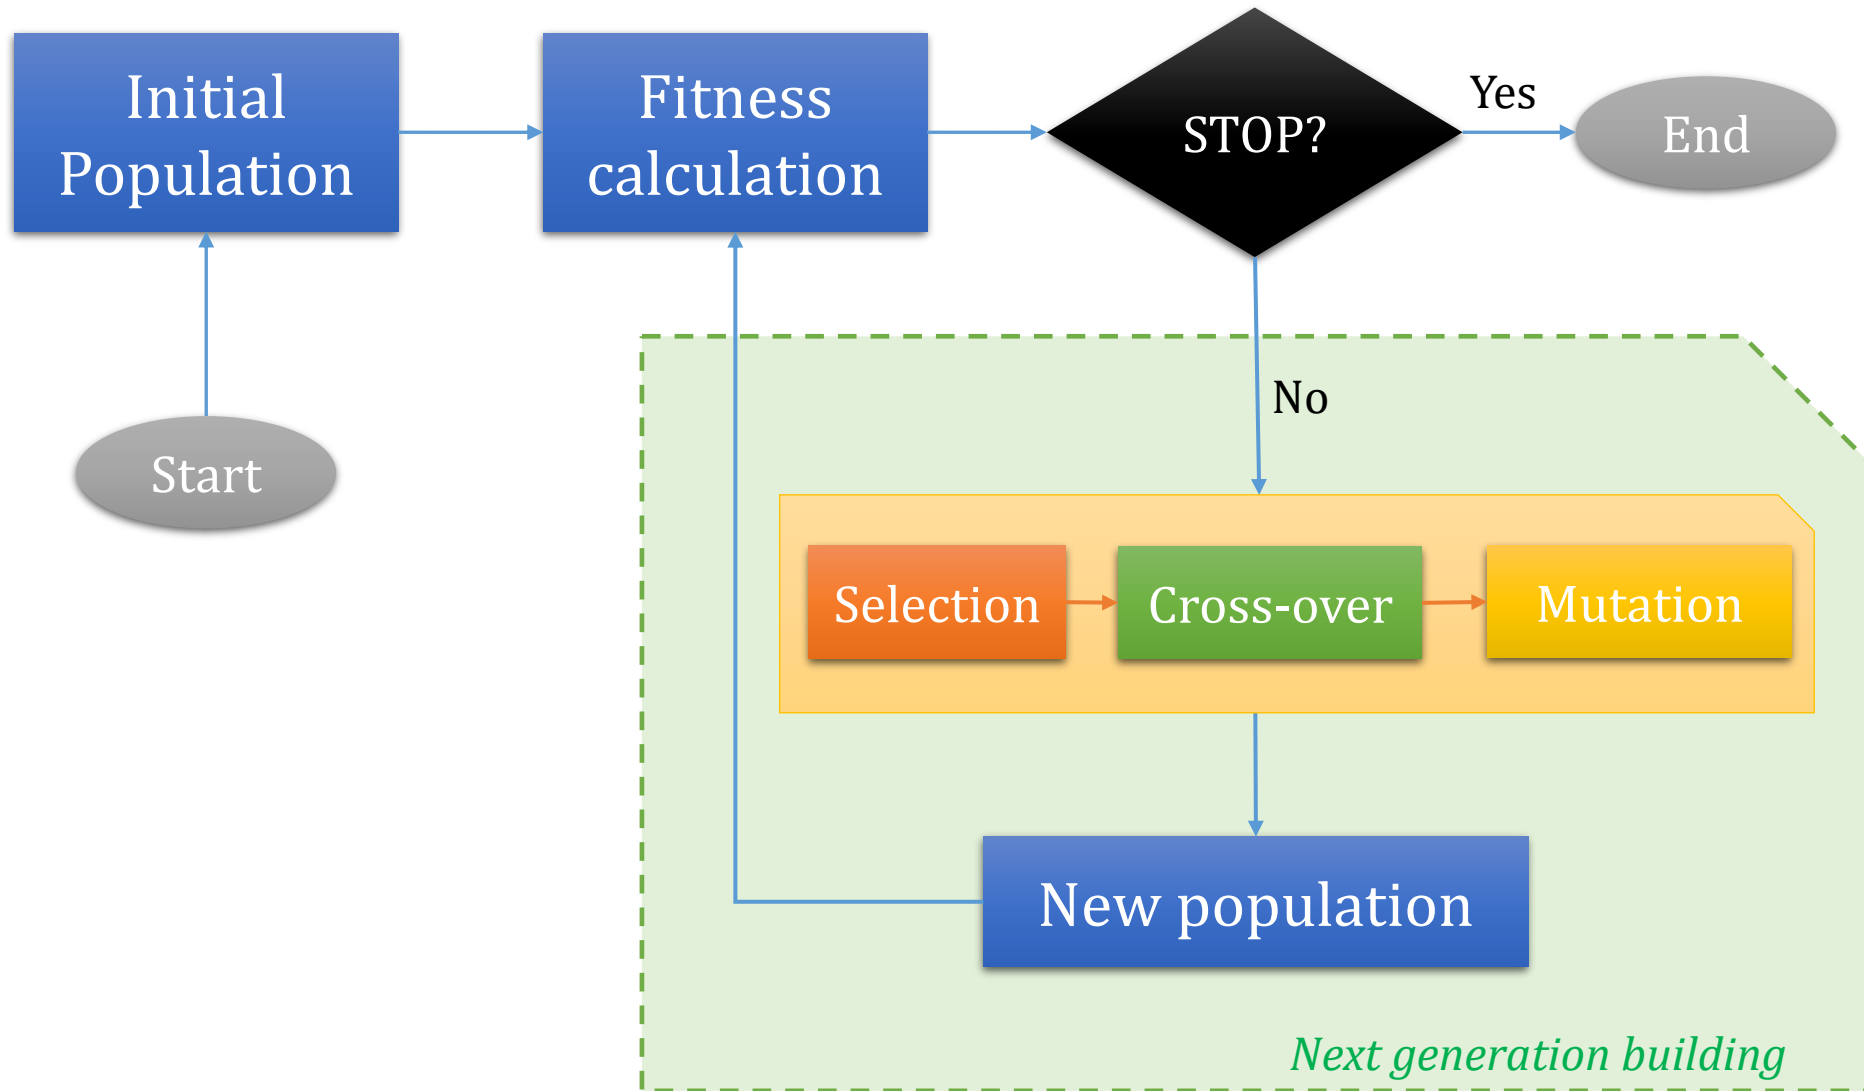 Initial
Population
Fitness
calculation
STOP?
Yes
End
Start
No
Selection
Cross-over
Mutation
New population
Next generation building